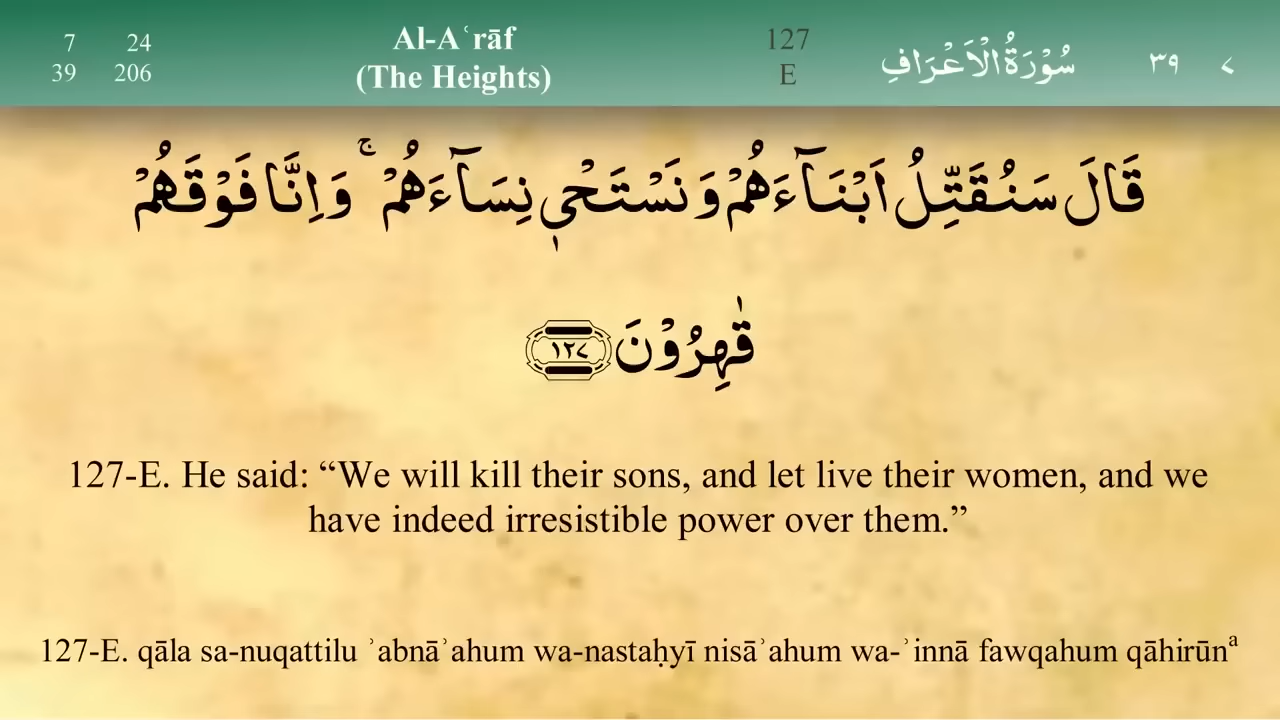 7 24 Al-Aʿrāf 127 سُوْرَةُ الْاَعْرَافِ ٣٩ ٧
39 206 (The Heights) E
قَالَ سَنُقَتِّلُ اَبْنَآءَهُمْ وَنَسْتَحْيٖ نِسَآءَهُمْ ۚ وَاِنَّا فَوْقَهُمْ
قٰهِرُوْنَ ١٢٧
127-E. He said: “We will kill their sons, and let live their women, and we
have indeed irresistible power over them.”
127-E. qāla sa-nuqattilu ʾabnāʾahum wa-nastaḥyī nisāʾahum wa-ʾinnā fawqahum qāhirūnᵃ